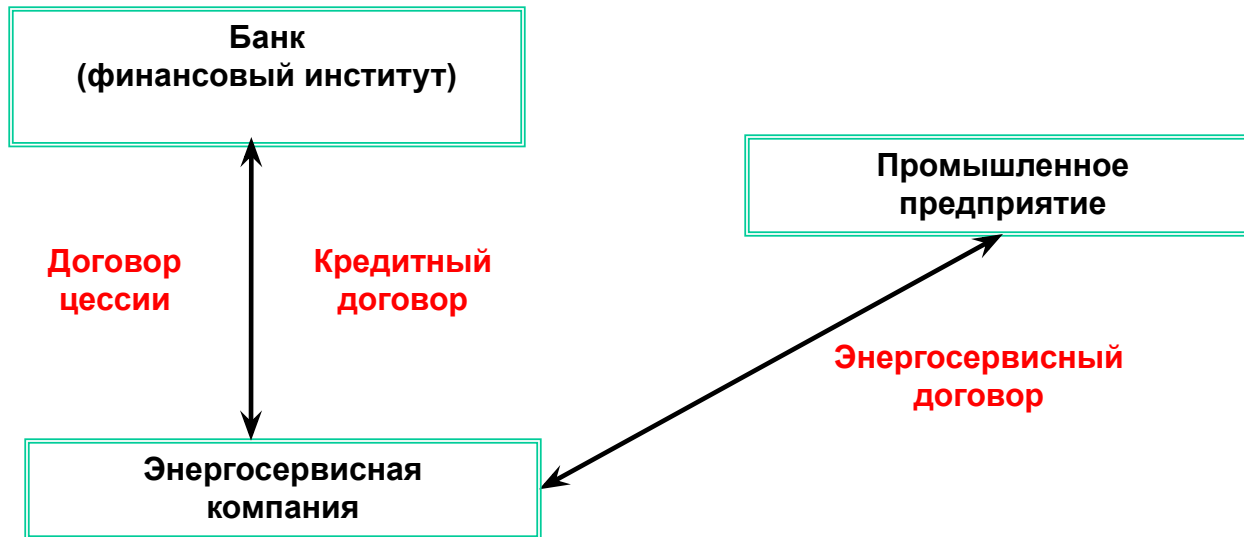 Банк
(финансовый институт)
Промышленное
предприятие
Договор
цессии
Кредитный
договор
Энергосервисный
договор
Энергосервисная
компания